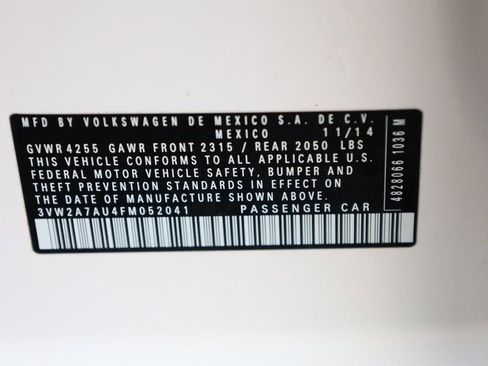 MFD BY VOLKSWAGEN DE MEXICO S.A. DE C.V.
MEXICO 11/14
GVWR 4255 GAWR FRONT 2315 / REAR 2050 LBS
THIS VEHICLE CONFORMS TO ALL APPLICABLE U.S.
FEDERAL MOTOR VEHICLE SAFETY, BUMPER AND
THEFT PREVENTION STANDARDS IN EFFECT ON
THE DATE OF MANUFACTURE SHOWN ABOVE.
3VW2A7AU4FM052041 PASSENGER CAR
4828066 1036 M